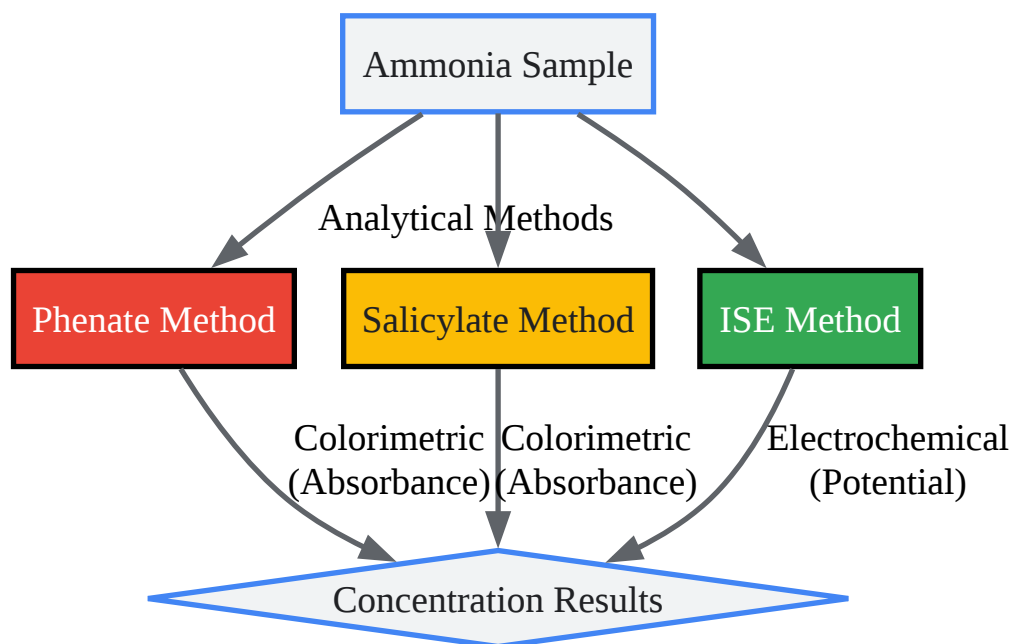 Ammonia Sample
Analytical Methods
Phenate Method
Salicylate Method
ISE Method
Colorimetric
(Absorbance)
Colorimetric
(Absorbance)
Electrochemical
(Potential)
Concentration Results